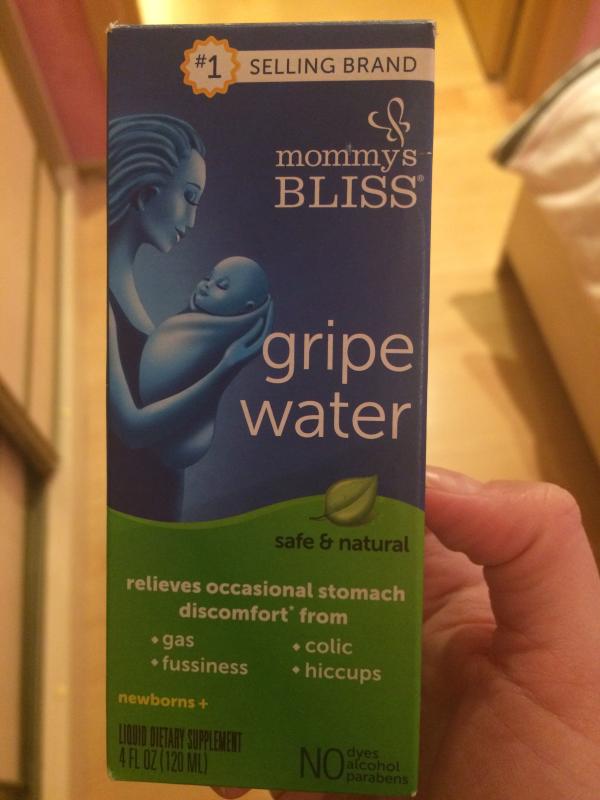 #1 SELLING BRAND
mommy's
BLISS®
gripe
water
safe & natural
relieves occasional stomach
discomfort* from
• gas
• colic
• fussiness
• hiccups
newborns +
LIQUID DIETARY SUPPLEMENT
4 FL OZ (120 ML)
NO dyes
alcohol
parabens